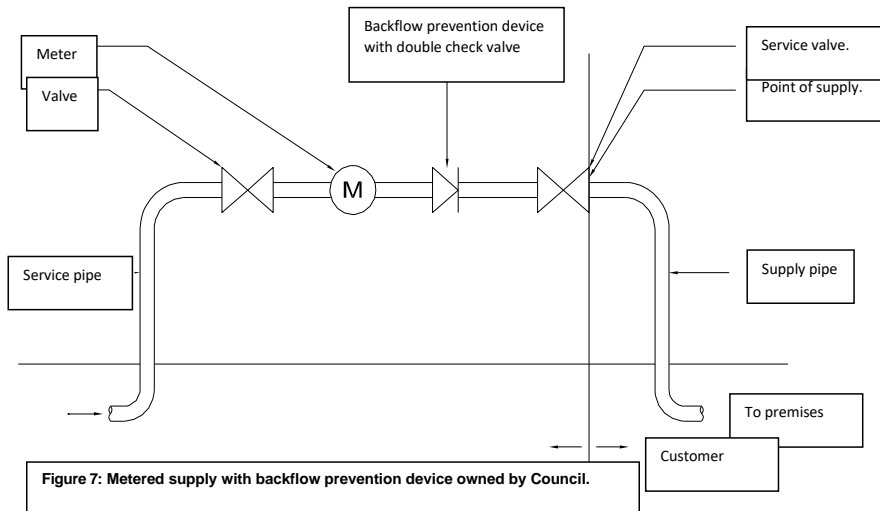 Meter
Valve
Backflow prevention device
with double check valve
Service valve.
Point of supply.
M
Service pipe
Supply pipe
To premises
Customer
Figure 7: Metered supply with backflow prevention device owned by Council.